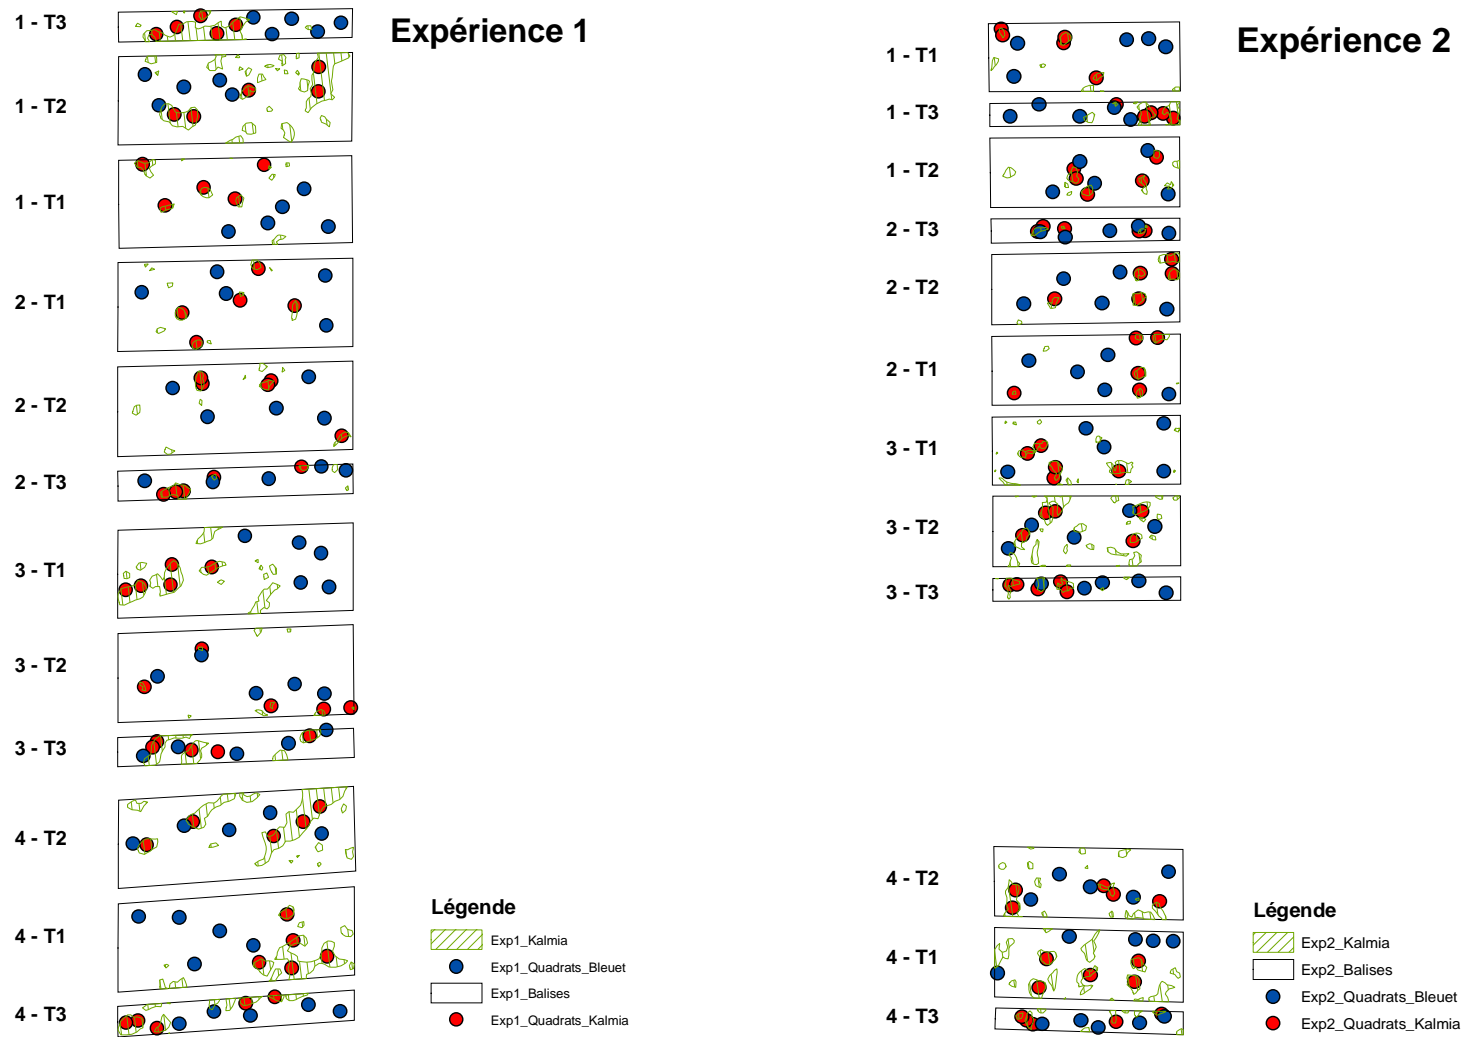 Expérience 1
1 - T3
1 - T2
1 - T1
2 - T1
2 - T2
2 - T3
3 - T1
3 - T2
3 - T3
4 - T2
4 - T1
4 - T3
Légende
Exp1_Kalmia
Exp1_Quadrats_Bleuet
Exp1_Balises
Exp1_Quadrats_Kalmia
Expérience 2
1 - T1
1 - T3
1 - T2
2 - T3
2 - T2
2 - T1
3 - T1
3 - T2
3 - T3
4 - T2
4 - T1
4 - T3
Légende
Exp2_Kalmia
Exp2_Balises
Exp2_Quadrats_Bleuet
Exp2_Quadrats_Kalmia